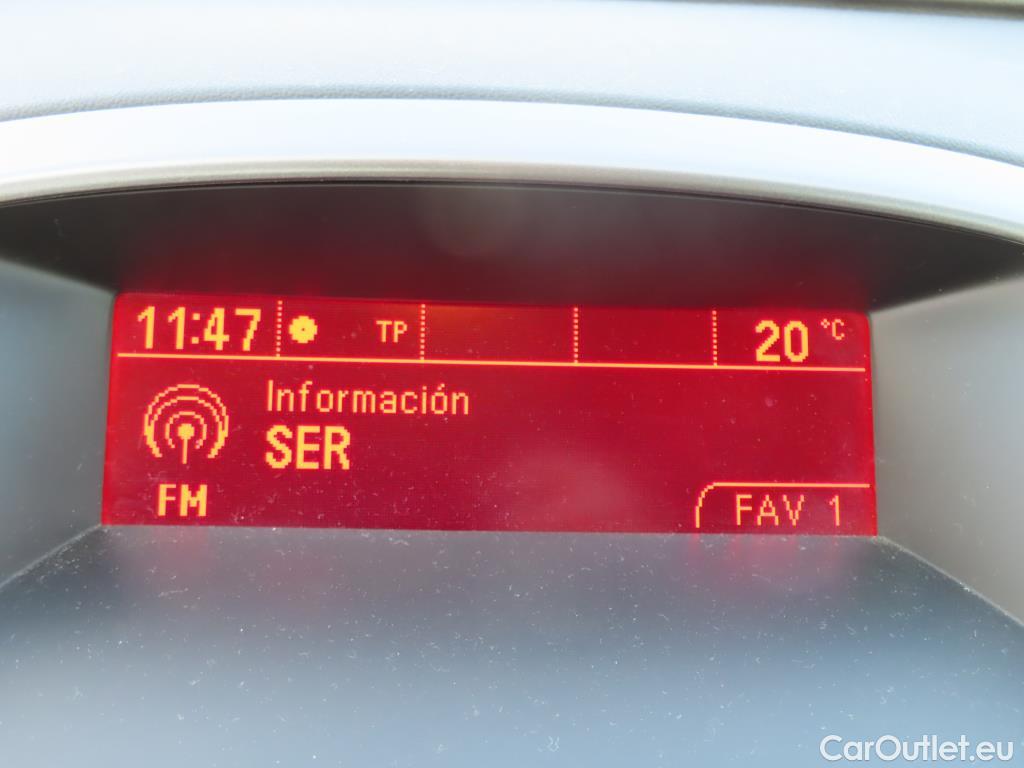 11:47 TP 20 °C
Información
SER
FM
FAV 1
CarOutlet.eu